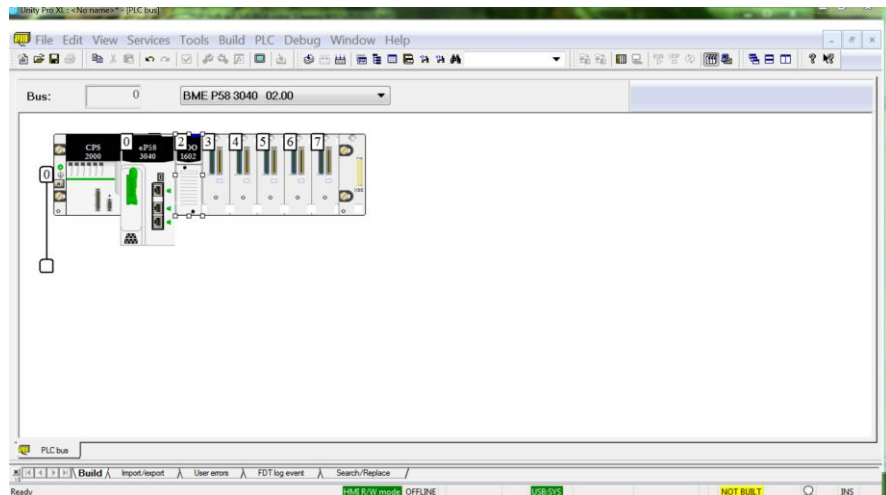 Unity Pro XL : <No name>* - [PLC bus]
File Edit View Services Tools Build PLC Debug Window Help
Bus: 0 BME P58 3040 02.00
CPS 2000
0 eP58 3040
2 DO 1602
3 4 5 6 7
XBE
0
PLC bus
Build Import/export User errors FDT log event Search/Replace
Ready HMI R/W mode OFFLINE USB:SYS NOT BUILT INS